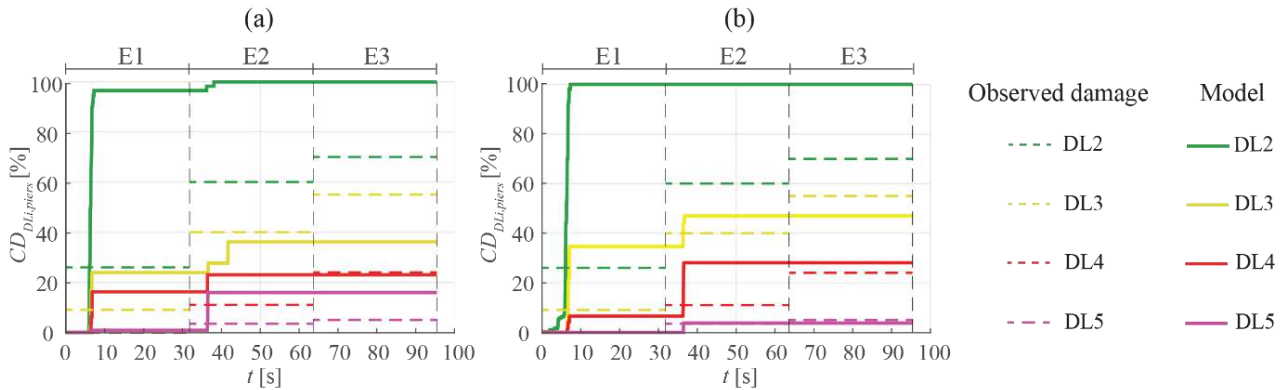 (a)
E1 E2 E3
CD_DLi,piers [%]
100
80
60
40
20
0
0 10 20 30 40 50 60 70 80 90 100
t [s]
(b)
E1 E2 E3
CD_DLi,piers [%]
100
80
60
40
20
0
0 10 20 30 40 50 60 70 80 90 100
t [s]
Observed damage Model
DL2 DL2
DL3 DL3
DL4 DL4
DL5 DL5